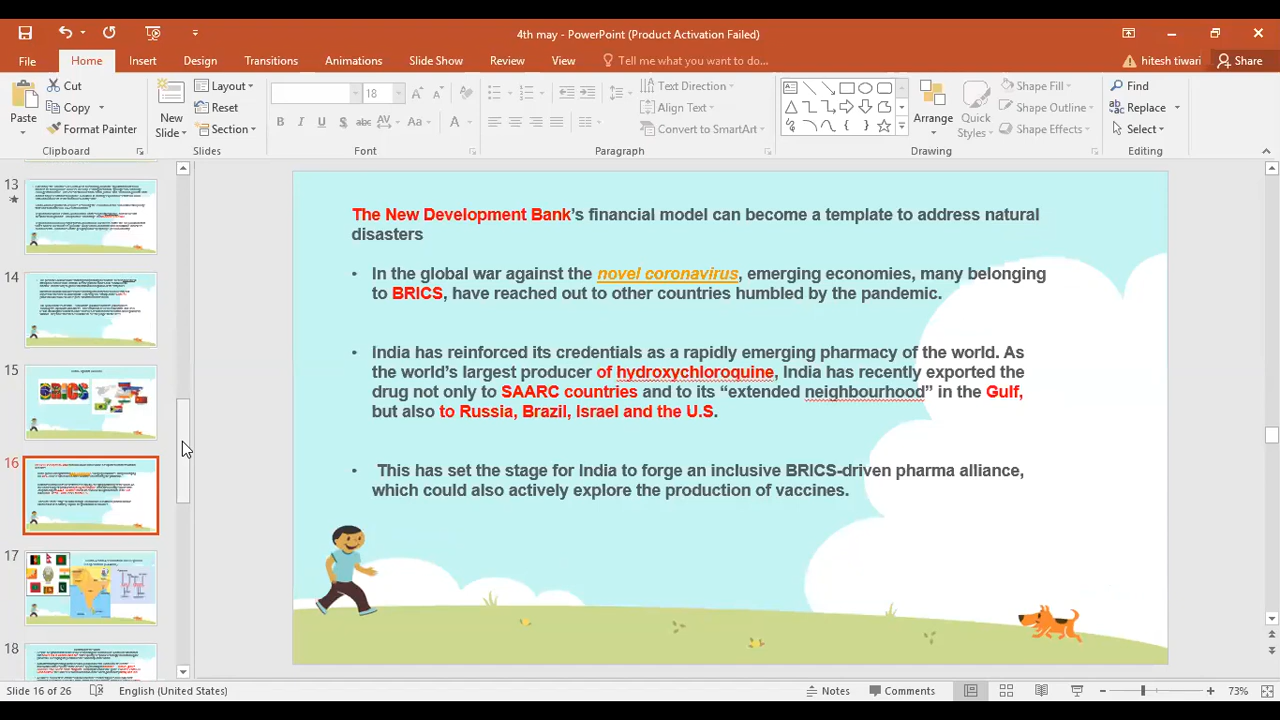 4th may - PowerPoint (Product Activation Failed)
File Home Insert Design Transitions Animations Slide Show Review View Tell me what you want to do... hitesh tiwari Share
Cut
Copy
Format Painter
Paste
Clipboard
New
Slide
Layout
Reset
Section
Slides
18
Font
Text Direction
Align Text
Convert to SmartArt
Paragraph
Arrange
Quick
Styles
Shape Fill
Shape Outline
Shape Effects
Drawing
Find
Replace
Select
Editing
13
14
15
BRICS
16
17
18
The New Development Bank's financial model can become a template to address natural
disasters
• In the global war against the novel coronavirus, emerging economies, many belonging
to BRICS, have reached out to other countries humbled by the pandemic.
• India has reinforced its credentials as a rapidly emerging pharmacy of the world. As
the world's largest producer of hydroxychloroquine, India has recently exported the
drug not only to SAARC countries and to its “extended neighbourhood” in the Gulf,
but also to Russia, Brazil, Israel and the U.S.
• This has set the stage for India to forge an inclusive BRICS-driven pharma alliance,
which could also actively explore the production of vaccines.
Slide 16 of 26 English (United States) Notes Comments 73%